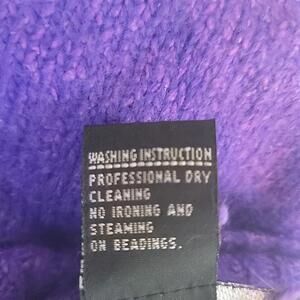 WASHING INSTRUCTION
PROFESSIONAL DRY
CLEANING
NO IRONING AND
STEAMING
ON BEADINGS.